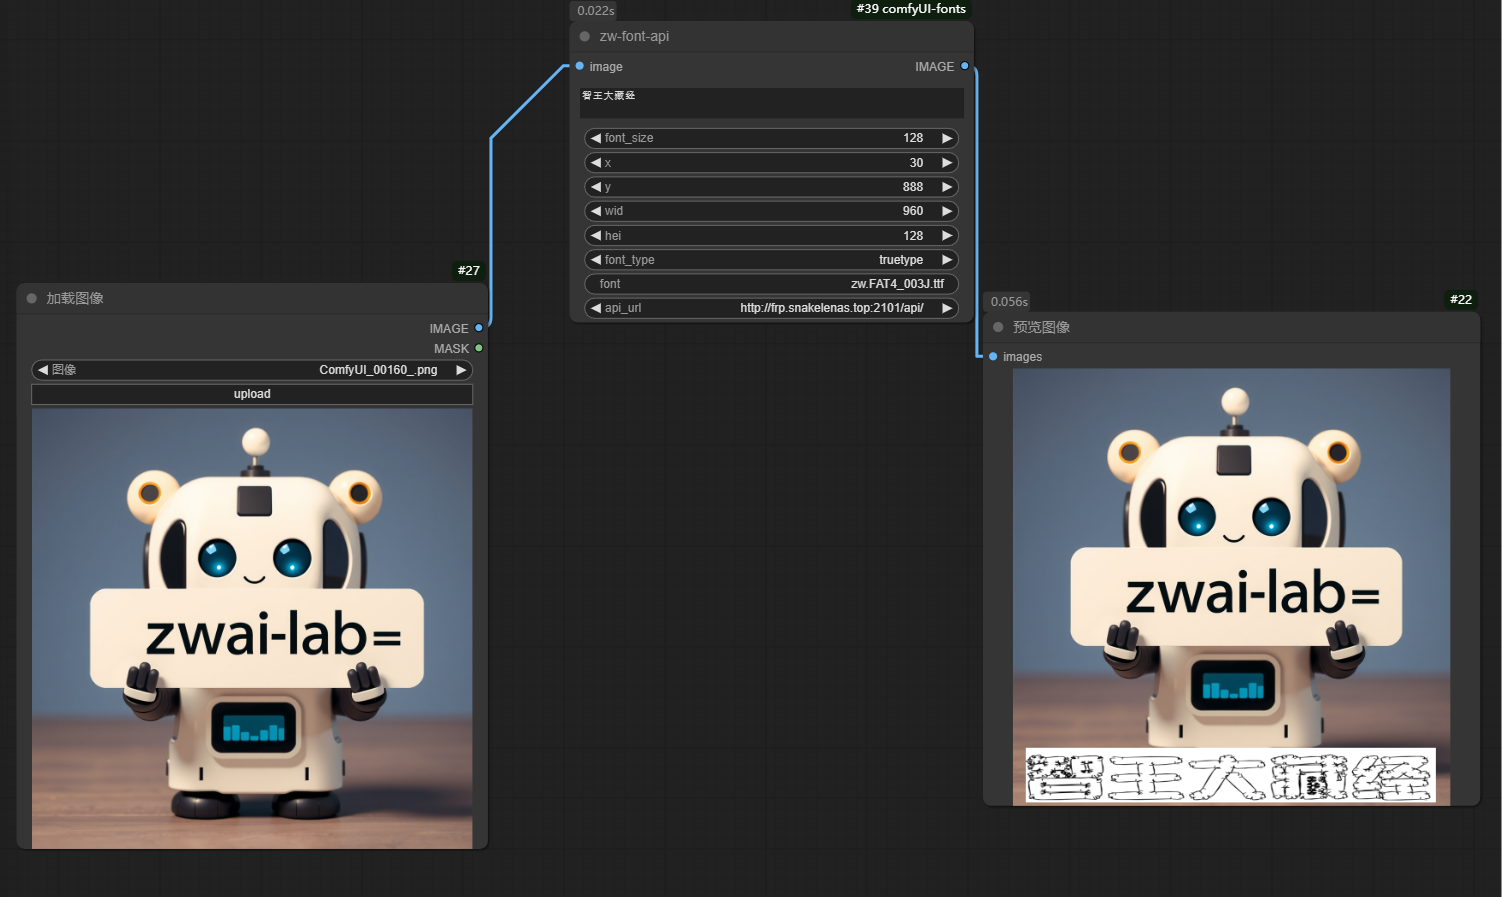 0.022s
#39 comfyUI-fonts
zw-font-api
image
IMAGE
智王大藏经
font_size
128
x
30
y
888
wid
960
hei
128
font_type
truetype
font
zw.FAT4_003J.ttf
api_url
http://frp.snakelenas.top:2101/api/
#27
加载图像
IMAGE
MASK
图像
ComfyUI_00160_.png
upload
zwai-lab=
0.056s
#22
预览图像
images
zwai-lab=
智王大藏经